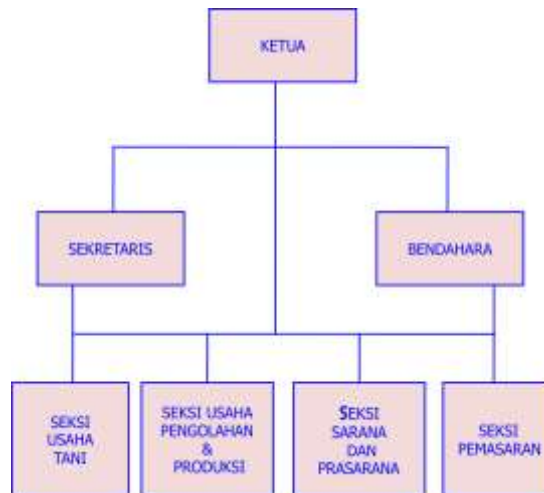 KETUA
SEKRETARIS
BENDAHARA
SEKSI
USAHA
TANI
SEKSI USAHA
PENGOLAHAN
&
PRODUKSI
SEKSI
SARANA
DAN
PRASARANA
SEKSI
PEMASARAN